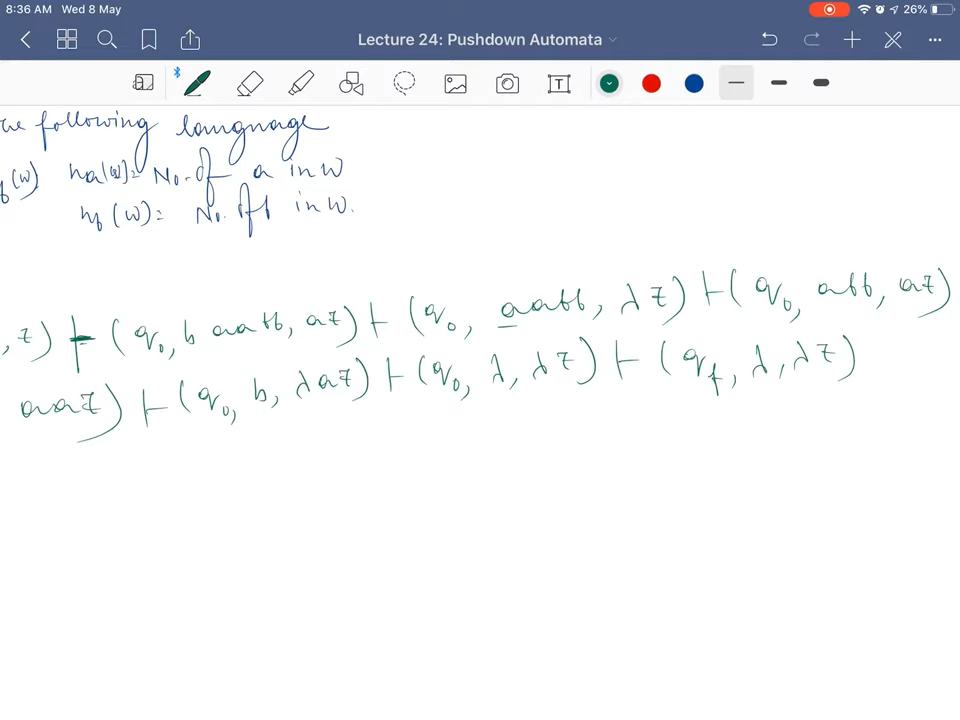 8:36 AM Wed 8 May 26%
Lecture 24: Pushdown Automata
following language
(w) na(w)= No. of a in w
nb(w)= No. of b in w.
, z) ⊢ (q₀, b aabb, az) ⊢ (q₀, aabb, λz) ⊢ (q₀, abb, az)
aaz) ⊢ (q₀, b, λaz) ⊢ (q₀, λ, λz) ⊢ (qf, λ, λz)